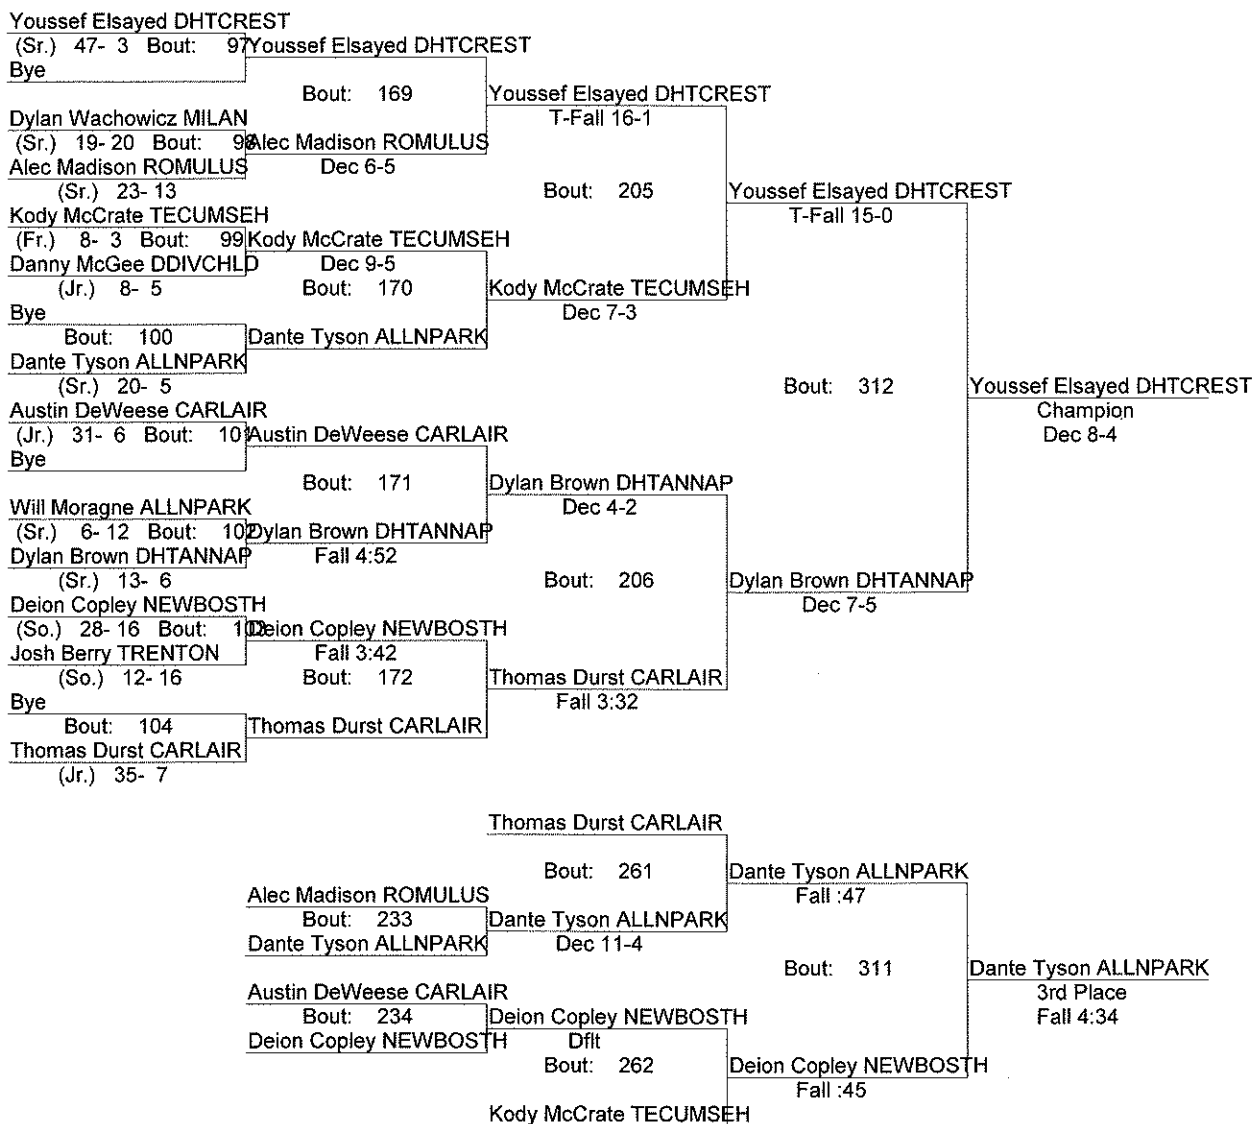 Youssef Elsayed DHTCREST
(Sr.) 47- 3 Bout: 97
Bye
Youssef Elsayed DHTCREST
Bout: 169
Dylan Wachowicz MILAN
(Sr.) 19- 20 Bout: 98
Alec Madison ROMULUS
(Sr.) 23- 13
Alec Madison ROMULUS
Dec 6-5
Youssef Elsayed DHTCREST
T-Fall 16-1
Bout: 205
Kody McCrate TECUMSEH
(Fr.) 8- 3 Bout: 99
Danny McGee DDIVCHLD
(Jr.) 8- 5
Kody McCrate TECUMSEH
Dec 9-5
Bout: 170
Bye
Bout: 100
Dante Tyson ALLNPARK
(Sr.) 20- 5
Dante Tyson ALLNPARK
Kody McCrate TECUMSEH
Dec 7-3
Youssef Elsayed DHTCREST
T-Fall 15-0
Bout: 312
Youssef Elsayed DHTCREST
Champion
Dec 8-4
Austin DeWeese CARLAIR
(Jr.) 31- 6 Bout: 101
Bye
Austin DeWeese CARLAIR
Bout: 171
Will Moragne ALLNPARK
(Sr.) 6- 12 Bout: 102
Dylan Brown DHTANNAP
(Sr.) 13- 6
Dylan Brown DHTANNAP
Fall 4:52
Dylan Brown DHTANNAP
Dec 4-2
Bout: 206
Dylan Brown DHTANNAP
Dec 7-5
Deion Copley NEWBOSTH
(So.) 28- 16 Bout: 103
Josh Berry TRENTON
(So.) 12- 16
Deion Copley NEWBOSTH
Fall 3:42
Bout: 172
Bye
Bout: 104
Thomas Durst CARLAIR
(Jr.) 35- 7
Thomas Durst CARLAIR
Thomas Durst CARLAIR
Fall 3:32
Thomas Durst CARLAIR
Bout: 261
Alec Madison ROMULUS
Bout: 233
Dante Tyson ALLNPARK
Dante Tyson ALLNPARK
Dec 11-4
Dante Tyson ALLNPARK
Fall :47
Bout: 311
Dante Tyson ALLNPARK
3rd Place
Fall 4:34
Austin DeWeese CARLAIR
Bout: 234
Deion Copley NEWBOSTH
Deion Copley NEWBOSTH
Dflt
Bout: 262
Deion Copley NEWBOSTH
Fall :45
Kody McCrate TECUMSEH